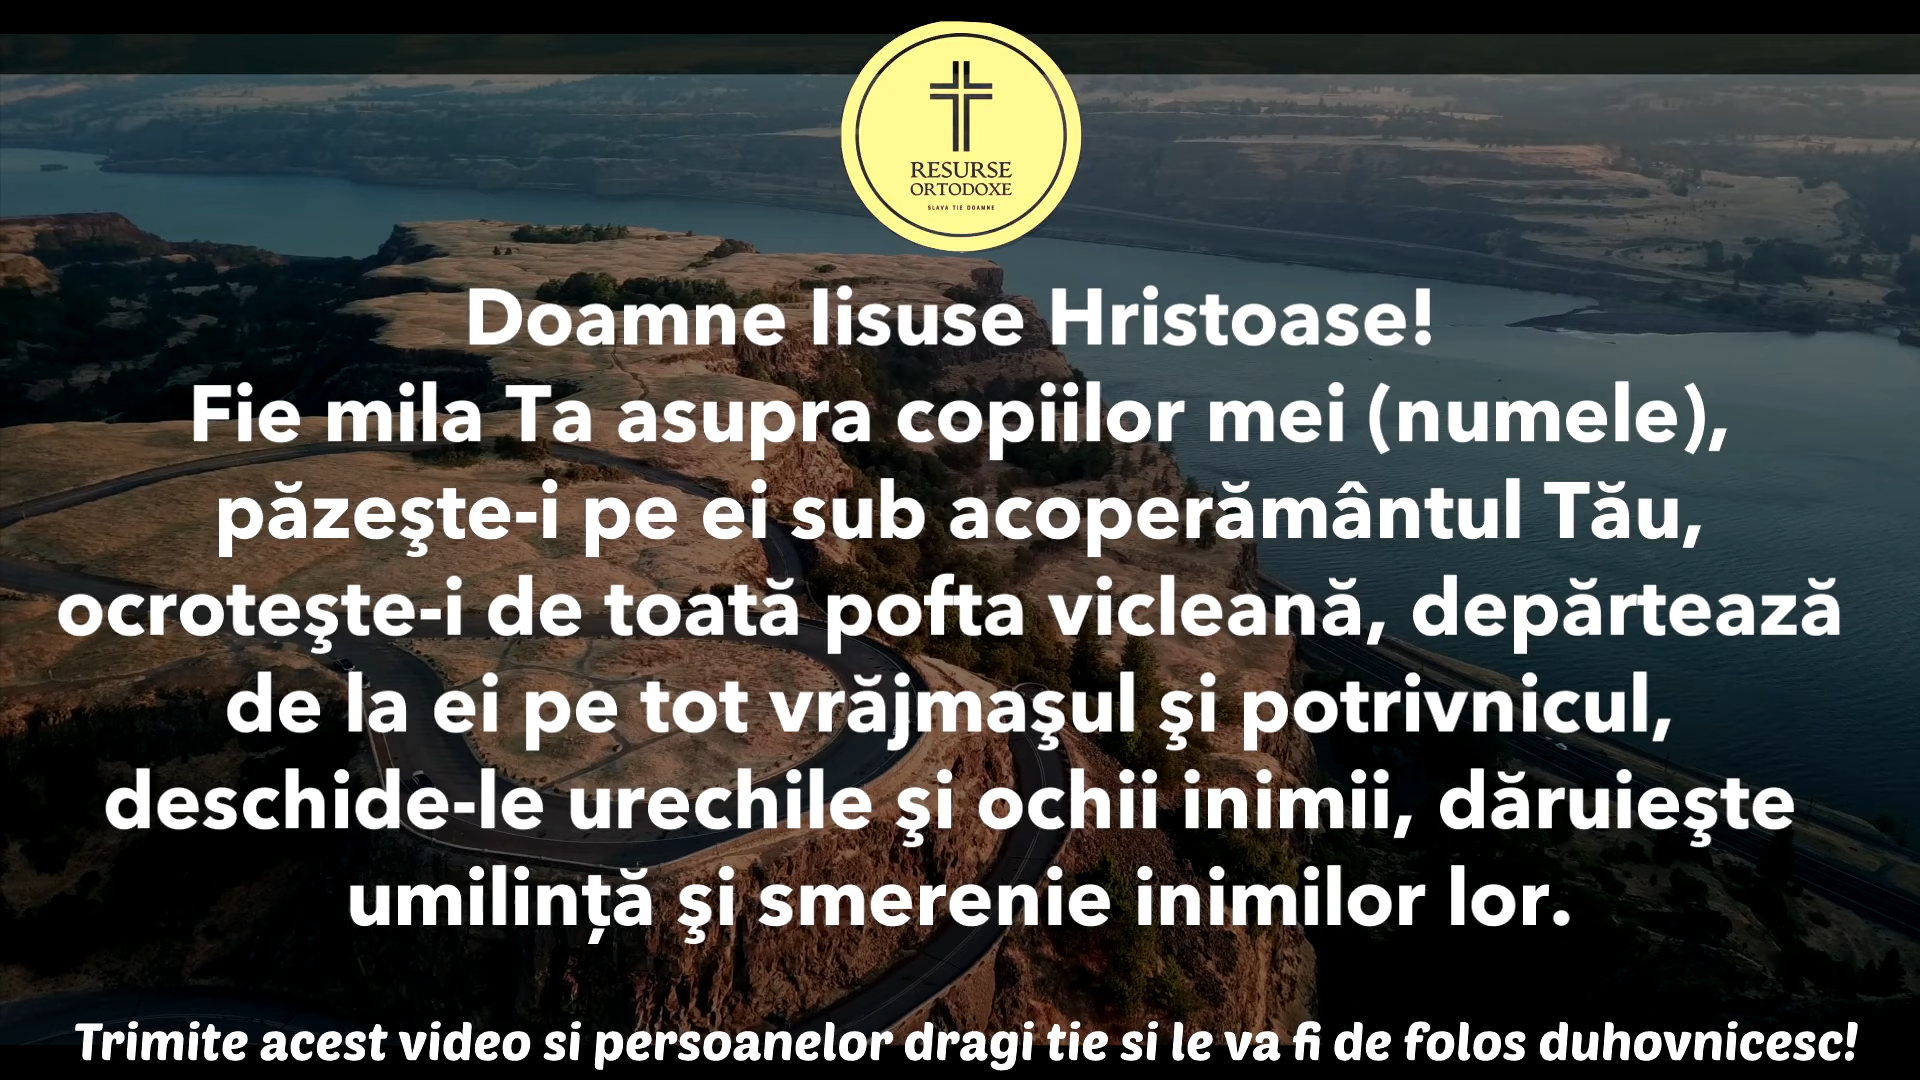 RESURSE
ORTODOXE
SLAVA TIE DOAMNE
Doamne Iisuse Hristoase!
Fie mila Ta asupra copiilor mei (numele),
păzeşte-i pe ei sub acoperământul Tău,
ocroteşte-i de toată pofta vicleană, depărtează
de la ei pe tot vrăjmaşul şi potrivnicul,
deschide-le urechile şi ochii inimii, dăruieşte
umilinţă şi smerenie inimilor lor.
Trimite acest video si persoanelor dragi tie si le va fi de folos duhovnicesc!